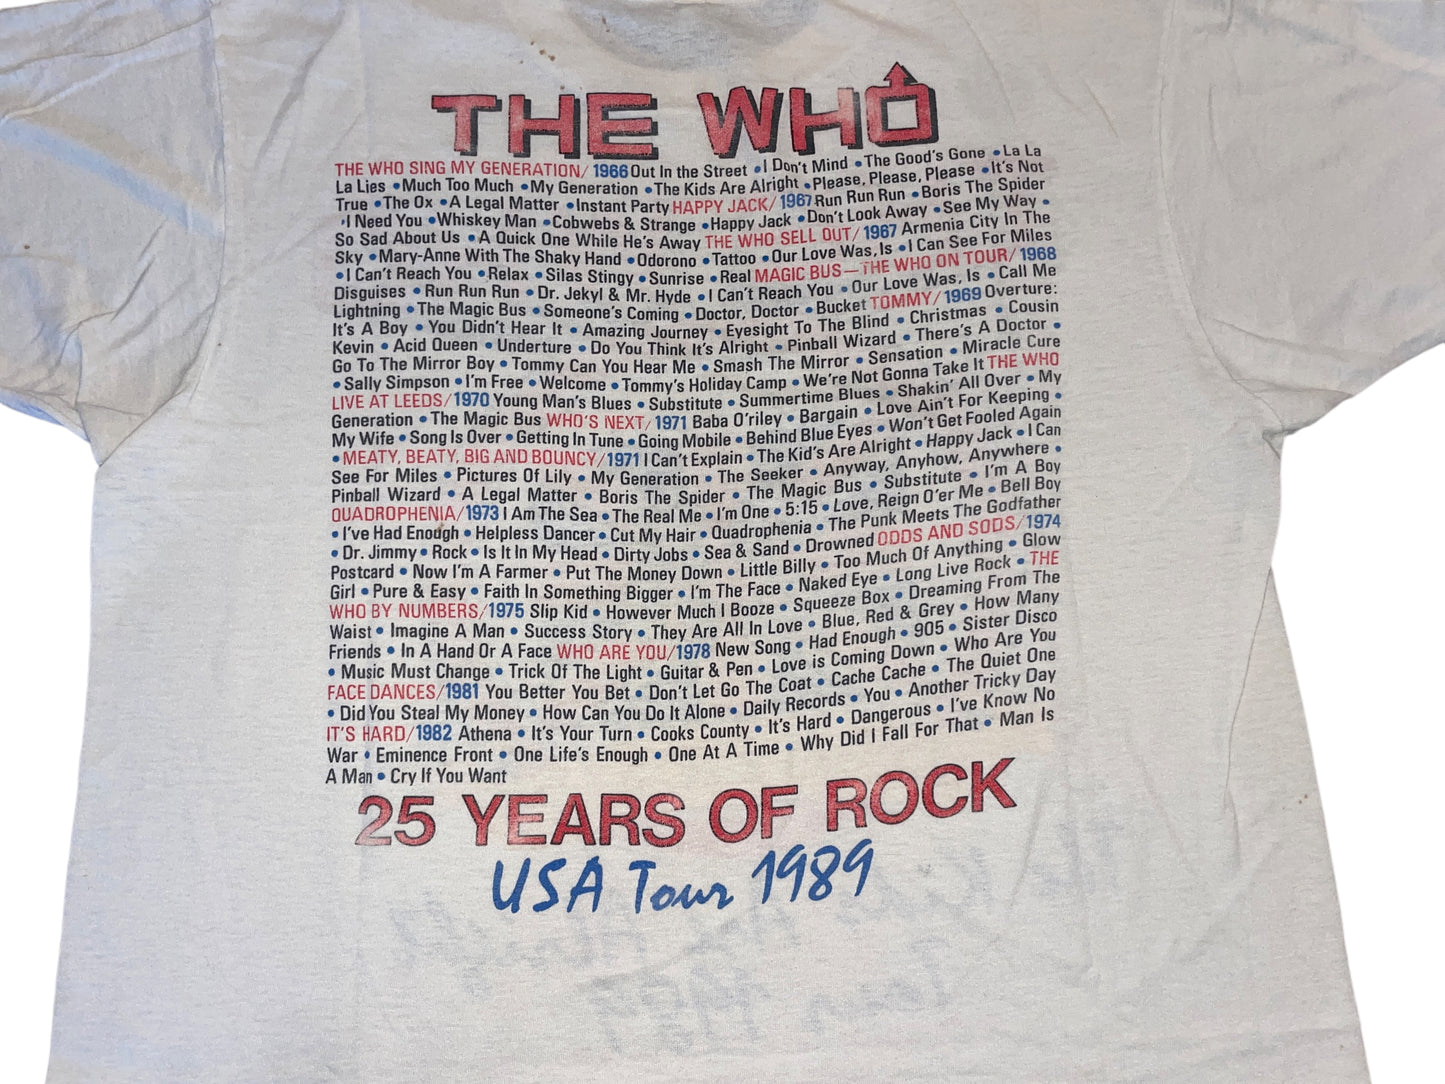 THE WHO
THE WHO SING MY GENERATION/1966 Out In the Street • I Don't Mind • The Good's Gone • La La
La Lies • Much Too Much • My Generation • The Kids Are Alright • Please, Please, Please • It's Not
True • The Ox • A Legal Matter • Instant Party HAPPY JACK/1967 Run Run Run • Boris The Spider
• I Need You • Whiskey Man • Cobwebs & Strange • Happy Jack • Don't Look Away • See My Way •
So Sad About Us • A Quick One While He's Away THE WHO SELL OUT/1967 Armenia City In The
Sky • Mary-Anne With The Shaky Hand • Odorono • Tattoo • Our Love Was, Is • I Can See For Miles
• I Can't Reach You • Relax • Silas Stingy • Sunrise • Real MAGIC BUS—THE WHO ON TOUR/1968
Disguises • Run Run Run • Dr. Jekyl & Mr. Hyde • I Can't Reach You • Our Love Was, Is • Call Me
Lightning • The Magic Bus • Someone's Coming • Doctor, Doctor • Bucket TOMMY/1969 Overture:
It's A Boy • You Didn't Hear It • Amazing Journey • Eyesight To The Blind • Christmas • Cousin
Kevin • Acid Queen • Underture • Do You Think It's Alright • Pinball Wizard • There's A Doctor •
Go To The Mirror Boy • Tommy Can You Hear Me • Smash The Mirror • Sensation • Miracle Cure
• Sally Simpson • I'm Free • Welcome • Tommy's Holiday Camp • We're Not Gonna Take It THE WHO
LIVE AT LEEDS/1970 Young Man's Blues • Substitute • Summertime Blues • Shakin' All Over • My
Generation • The Magic Bus WHO'S NEXT/1971 Baba O'riley • Bargain • Love Ain't For Keeping •
My Wife • Song Is Over • Getting In Tune • Going Mobile • Behind Blue Eyes • Won't Get Fooled Again
• MEATY, BEATY, BIG AND BOUNCY/1971 I Can't Explain • The Kid's Are Alright • Happy Jack • I Can
See For Miles • Pictures Of Lily • My Generation • The Seeker • Anyway, Anyhow, Anywhere •
Pinball Wizard • A Legal Matter • Boris The Spider • The Magic Bus • Substitute • I'm A Boy
QUADROPHENIA/1973 I Am The Sea • The Real Me • I'm One • 5:15 • Love, Reign O'er Me • Bell Boy
• I've Had Enough • Helpless Dancer • Cut My Hair • Quadrophenia • The Punk Meets The Godfather
• Dr. Jimmy • Rock • Is It In My Head • Dirty Jobs • Sea & Sand • Drowned ODDS AND SODS/1974
Postcard • Now I'm A Farmer • Put The Money Down • Little Billy • Too Much Of Anything • Glow
Girl • Pure & Easy • Faith In Something Bigger • I'm The Face • Naked Eye • Long Live Rock • THE
WHO BY NUMBERS/1975 Slip Kid • However Much I Booze • Squeeze Box • Dreaming From The
Waist • Imagine A Man • Success Story • They Are All In Love • Blue, Red & Grey • How Many
Friends • In A Hand Or A Face WHO ARE YOU/1978 New Song • Had Enough • 905 • Sister Disco
• Music Must Change • Trick Of The Light • Guitar & Pen • Love is Coming Down • Who Are You
FACE DANCES/1981 You Better You Bet • Don't Let Go The Coat • Cache Cache • The Quiet One
• Did You Steal My Money • How Can You Do It Alone • Daily Records • You • Another Tricky Day
IT'S HARD/1982 Athena • It's Your Turn • Cooks County • It's Hard • Dangerous • I've Know No
War • Eminence Front • One Life's Enough • One At A Time • Why Did I Fall For That • Man Is
A Man • Cry If You Want
25 YEARS OF ROCK
USA Tour 1989